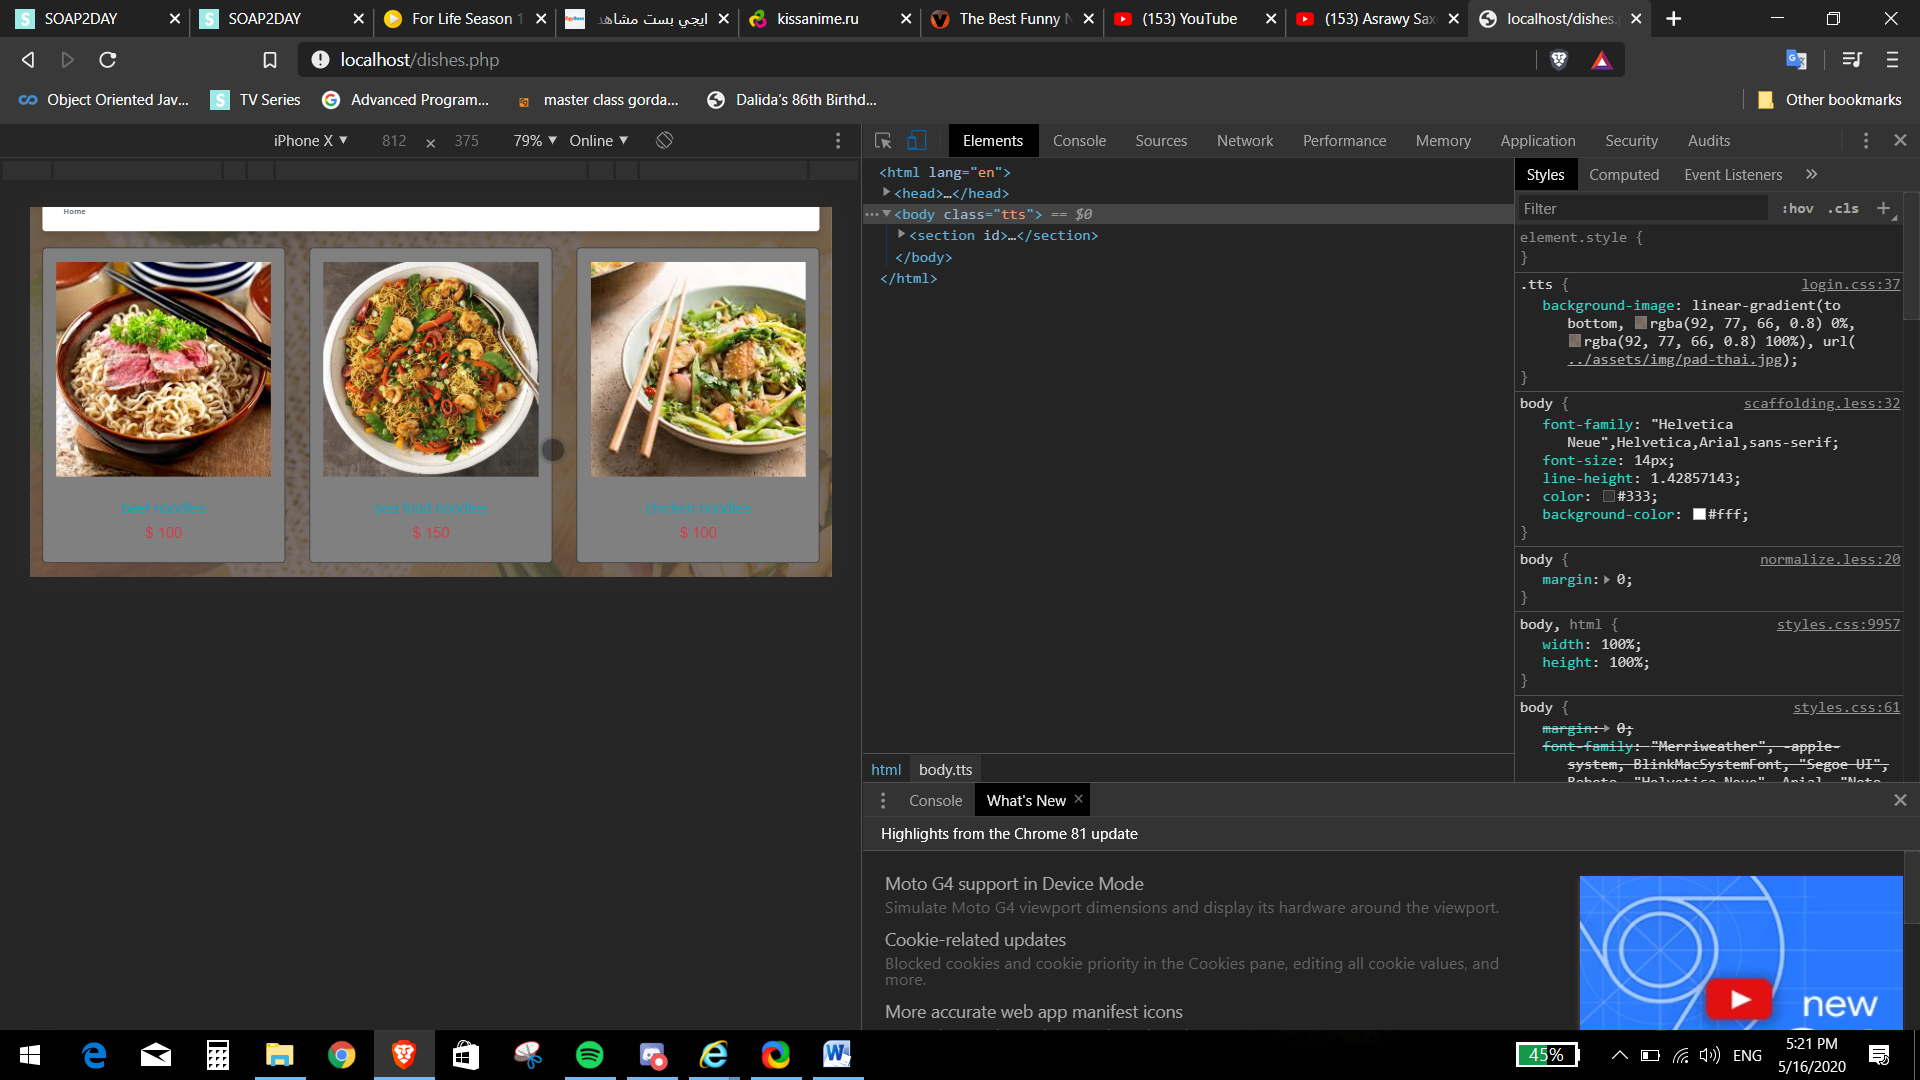 SOAP2DAY
SOAP2DAY
For Life Season 1
ايجي بست مشاهد
kissanime.ru
The Best Funny N
(153) YouTube
(153) Asrawy Sax
localhost/dishes.
localhost/dishes.php
Object Oriented Jav...
TV Series
Advanced Program...
master class gorda...
Dalida's 86th Birthd...
Other bookmarks
iPhone X ▼ 812 × 375 79% ▼ Online ▼
Elements Console Sources Network Performance Memory Application Security Audits
Home
beef noodles
$ 100
sea food noodles
$ 150
chicken noodles
$ 100
<html lang="en">
<head>…</head>
<body class="tts"> == $0
<section id>…</section>
</body>
</html>
html body.tts
Styles Computed Event Listeners »
Filter :hov .cls +
element.style {
}
.tts { login.css:37
background-image: linear-gradient(to
bottom, rgba(92, 77, 66, 0.8) 0%,
rgba(92, 77, 66, 0.8) 100%), url(
../assets/img/pad-thai.jpg);
}
body { scaffolding.less:32
font-family: "Helvetica
Neue",Helvetica,Arial,sans-serif;
font-size: 14px;
line-height: 1.42857143;
color: #333;
background-color: #fff;
}
body { normalize.less:20
margin: 0;
}
body, html { styles.css:9957
width: 100%;
height: 100%;
}
body { styles.css:61
margin: 0;
font-family: "Merriweather", -apple-
system, BlinkMacSystemFont, "Segoe UI",
Roboto, "Helvetica Neue", Arial, "Noto
Console What's New
Highlights from the Chrome 81 update
Moto G4 support in Device Mode
Simulate Moto G4 viewport dimensions and display its hardware around the viewport.
Cookie-related updates
Blocked cookies and cookie priority in the Cookies pane, editing all cookie values, and
more.
More accurate web app manifest icons
new
45% ENG
5:21 PM
5/16/2020